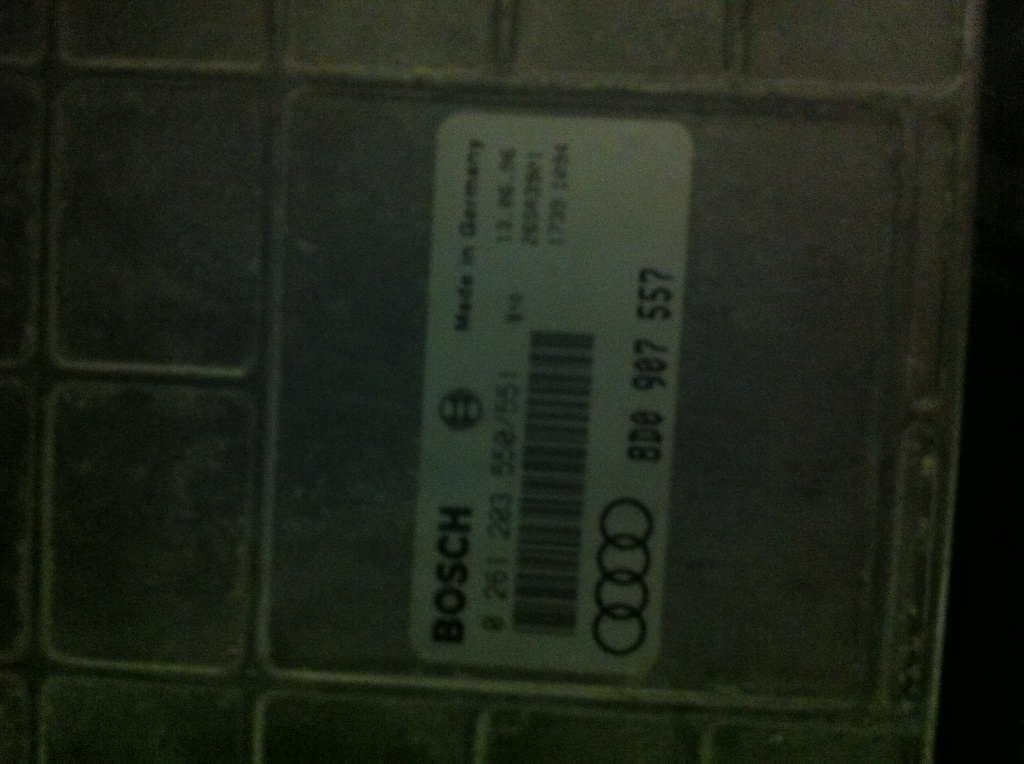 BOSCH
Made in Germany
0 261 203 550/551
13.06.96
8D0 907 557